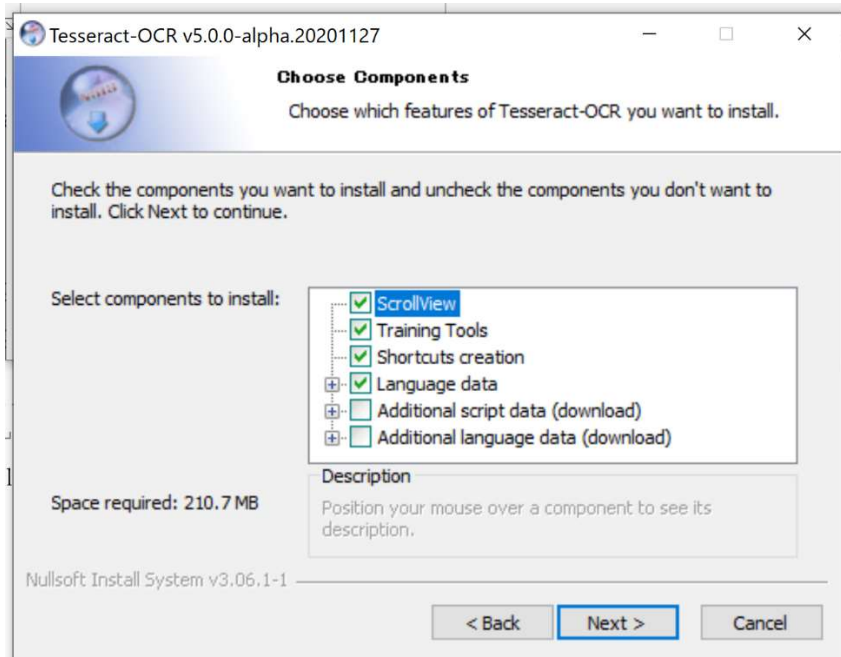 Tesseract-OCR v5.0.0-alpha.20201127
Choose Components
Choose which features of Tesseract-OCR you want to install.
Check the components you want to install and uncheck the components you don't want to
install. Click Next to continue.
Select components to install:
ScrollView
Training Tools
Shortcuts creation
Language data
Additional script data (download)
Additional language data (download)
Space required: 210.7 MB
Description
Position your mouse over a component to see its
description.
Nullsoft Install System v3.06.1-1
< Back
Next >
Cancel